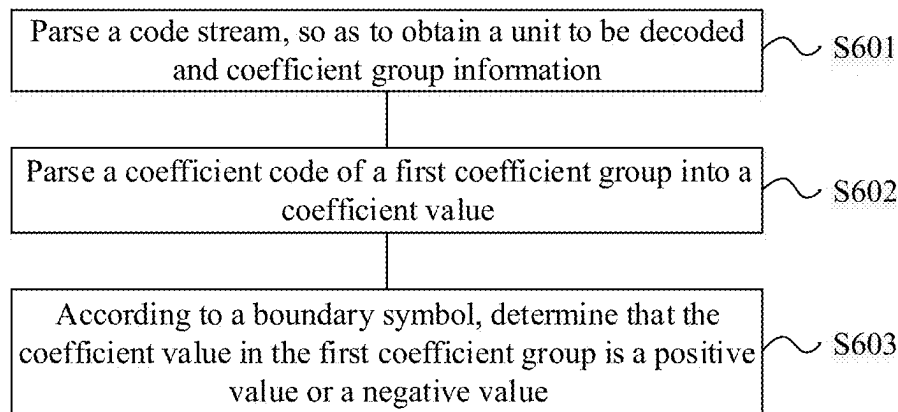 Parse a code stream, so as to obtain a unit to be decoded
and coefficient group information
S601
Parse a coefficient code of a first coefficient group into a
coefficient value
S602
According to a boundary symbol, determine that the
coefficient value in the first coefficient group is a positive
value or a negative value
S603